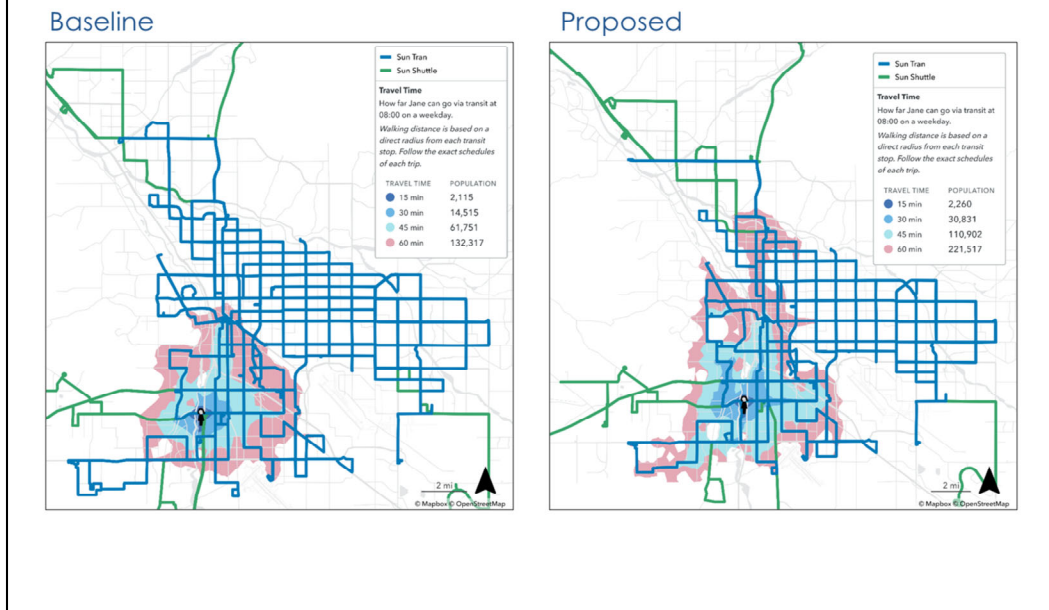 Baseline
Proposed
Sun Tran
Sun Shuttle
Travel Time
How far Jane can go via transit at
08:00 on a weekday.
Walking distance is based on a
direct radius from each transit
stop. Follow the exact schedules
of each trip.
TRAVEL TIME POPULATION
15 min 2,115
30 min 14,515
45 min 61,751
60 min 132,317
2 mi
© Mapbox © OpenStreetMap
Sun Tran
Sun Shuttle
Travel Time
How far Jane can go via transit at
08:00 on a weekday.
Walking distance is based on a
direct radius from each transit
stop. Follow the exact schedules
of each trip.
TRAVEL TIME POPULATION
15 min 2,260
30 min 30,831
45 min 110,902
60 min 221,517
2 mi
© Mapbox © OpenStreetMap